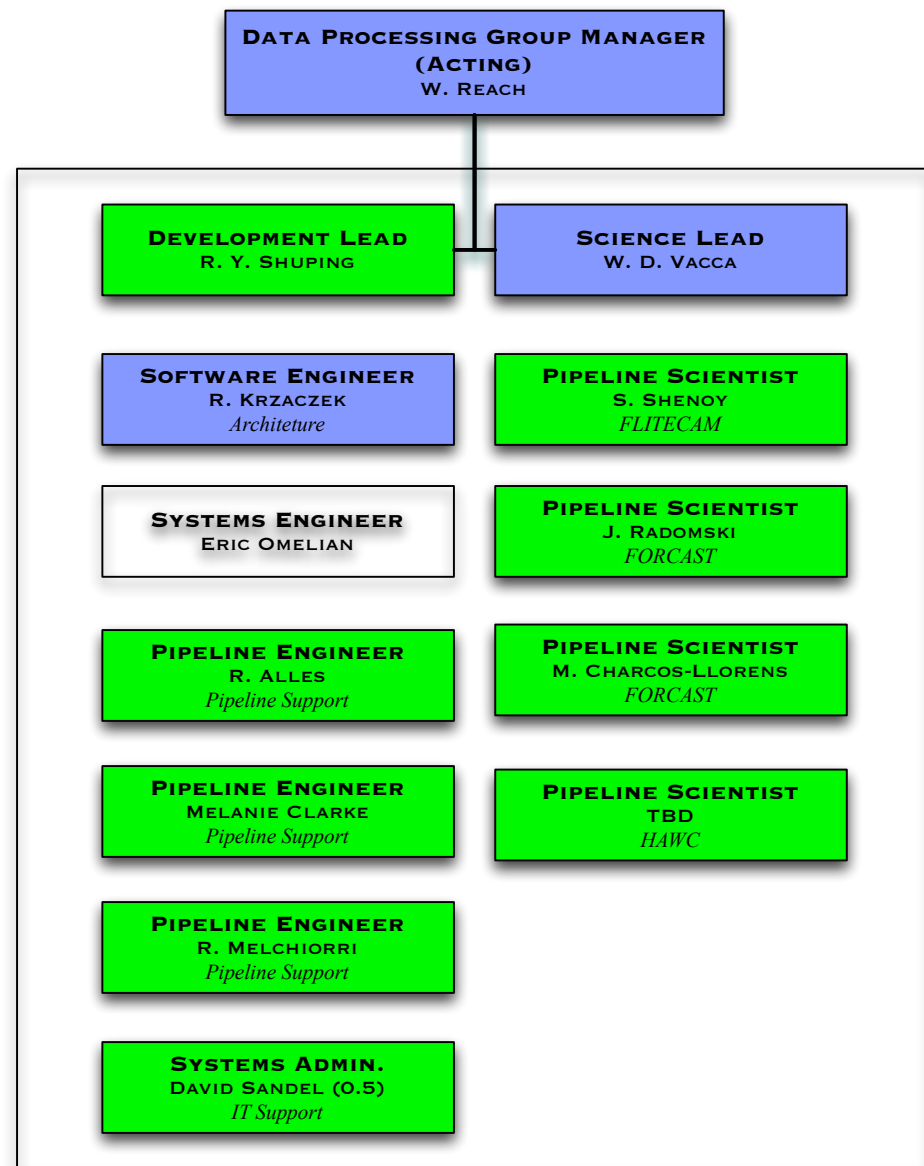 Data Processing Group Manager
(Acting)
W. Reach
Development Lead
R. Y. Shuping
Science Lead
W. D. Vacca
Software Engineer
R. Krzaczek
Architeture
Systems Engineer
Eric Omelian
Pipeline Engineer
R. Alles
Pipeline Support
Pipeline Engineer
Melanie Clarke
Pipeline Support
Pipeline Engineer
R. Melchiorri
Pipeline Support
Systems Admin.
David Sandel (0.5)
IT Support
Pipeline Scientist
S. Shenoy
FLITECAM
Pipeline Scientist
J. Radomski
FORCAST
Pipeline Scientist
M. Charcos-Llorens
FORCAST
Pipeline Scientist
TBD
HAWC